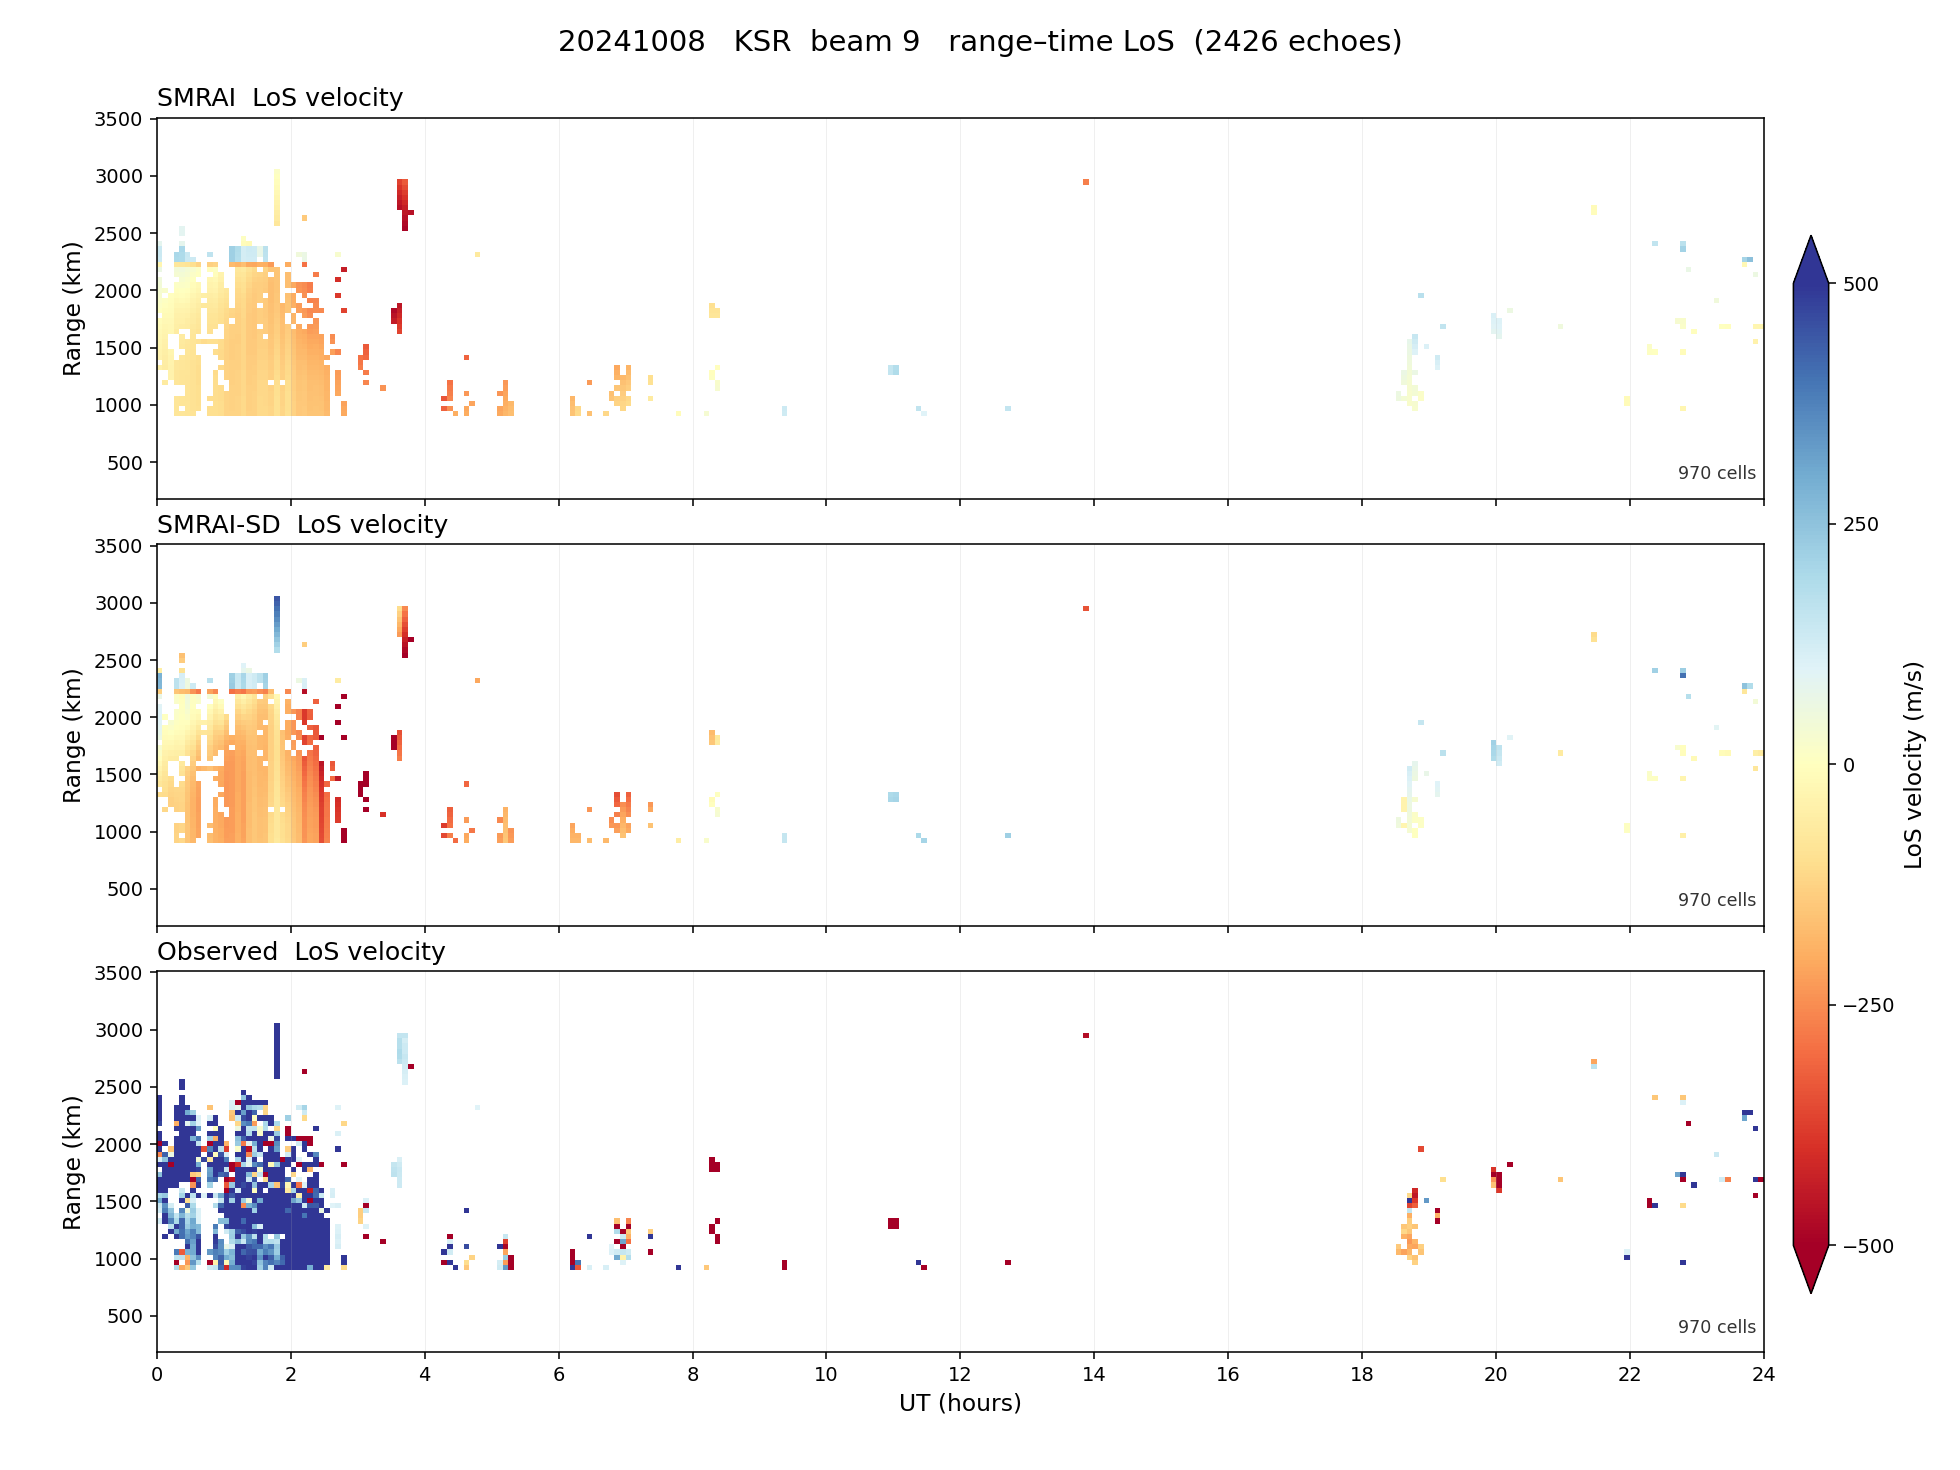 20241008   KSR  beam 9   range–time LoS  (2426 echoes)
SMRAI  LoS velocity
3500
3000
2500
2000
1500
1000
500
Range (km)
970 cells
SMRAI-SD  LoS velocity
3500
3000
2500
2000
1500
1000
500
Range (km)
970 cells
Observed  LoS velocity
3500
3000
2500
2000
1500
1000
500
Range (km)
970 cells
0 2 4 6 8 10 12 14 16 18 20 22 24
UT (hours)
500
250
0
−250
−500
LoS velocity (m/s)